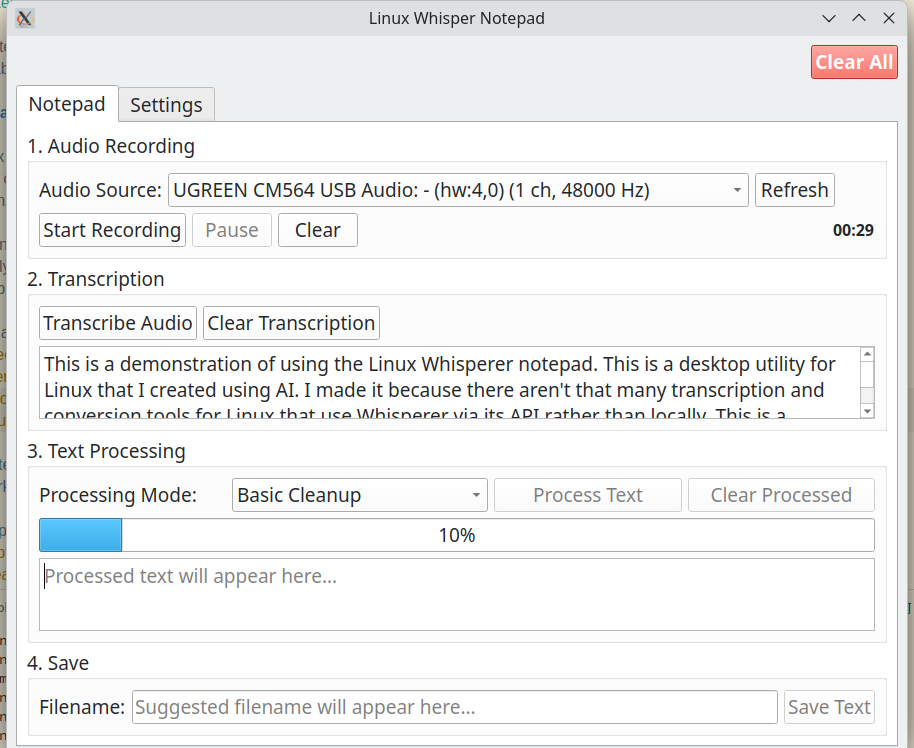 Linux Whisper Notepad
Clear All
Notepad Settings
1. Audio Recording
Audio Source: UGREEN CM564 USB Audio: - (hw:4,0) (1 ch, 48000 Hz) Refresh
Start Recording Pause Clear 00:29
2. Transcription
Transcribe Audio Clear Transcription
This is a demonstration of using the Linux Whisperer notepad. This is a desktop utility for
Linux that I created using AI. I made it because there aren't that many transcription and
conversion tools for Linux that use Whisperer via its API rather than locally. This is a
3. Text Processing
Processing Mode: Basic Cleanup Process Text Clear Processed
10%
Processed text will appear here...
4. Save
Filename: Suggested filename will appear here... Save Text